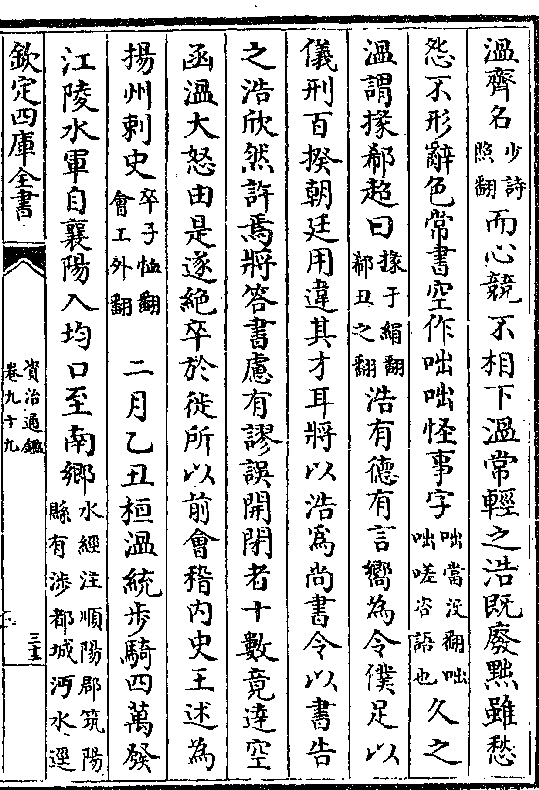 溫齊名少詩照翻而心競不相下溫常輕之浩既廢黜雖愁
怨不形辭色常書空作咄咄怪事字咄當沒翻咄咄嗟咨語也久之
溫謂掾郗超曰掾于絹翻郗丑之翻浩有德有言嚮為令僕足以
儀刑百揆朝廷用違其才耳將以浩為尚書令以書告
之浩欣然許焉將答書慮有謬誤開閉者十數竟達空
函溫大怒由是遂絕卒於徙所以前會稽內史王述為
揚州刺史卒子恤翻會工外翻二月乙丑桓溫統步騎四萬發
江陵水軍自襄陽入均口至南鄉水經注順陽郡筑陽縣有涉都城沔水逕
欽定四庫全書
資治通鑑
卷九十九
三十五